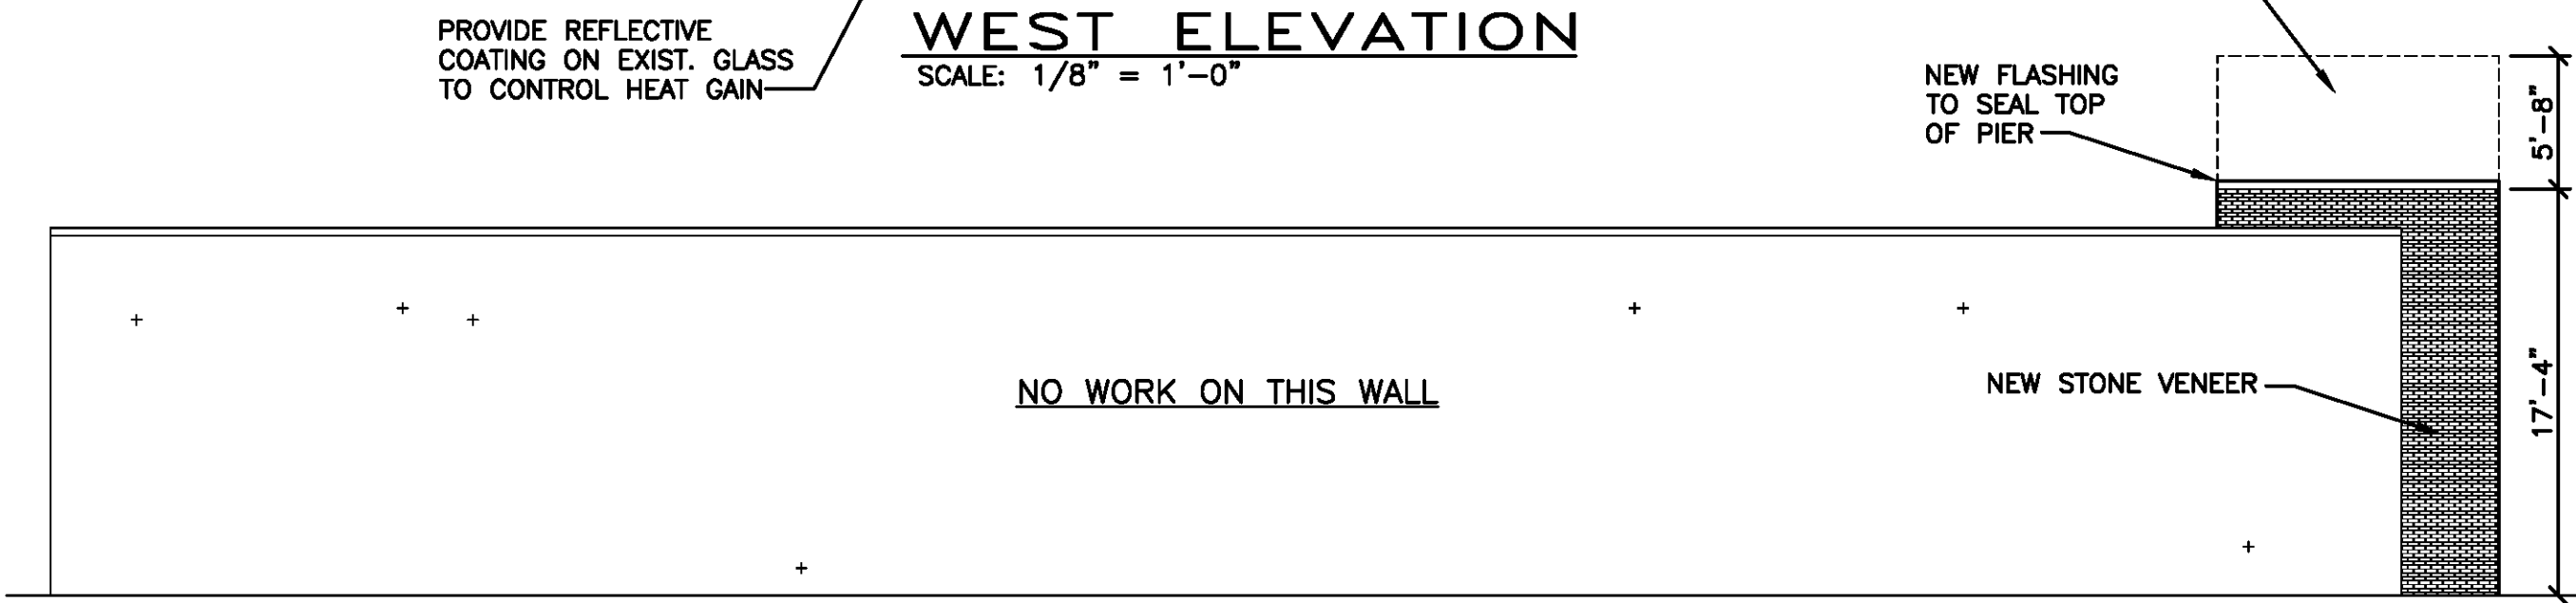 PROVIDE REFLECTIVE
COATING ON EXIST. GLASS
TO CONTROL HEAT GAIN
WEST ELEVATION
SCALE: 1/8" = 1'-0"
NEW FLASHING
TO SEAL TOP
OF PIER
5'-8"
NO WORK ON THIS WALL
NEW STONE VENEER
17'-4"